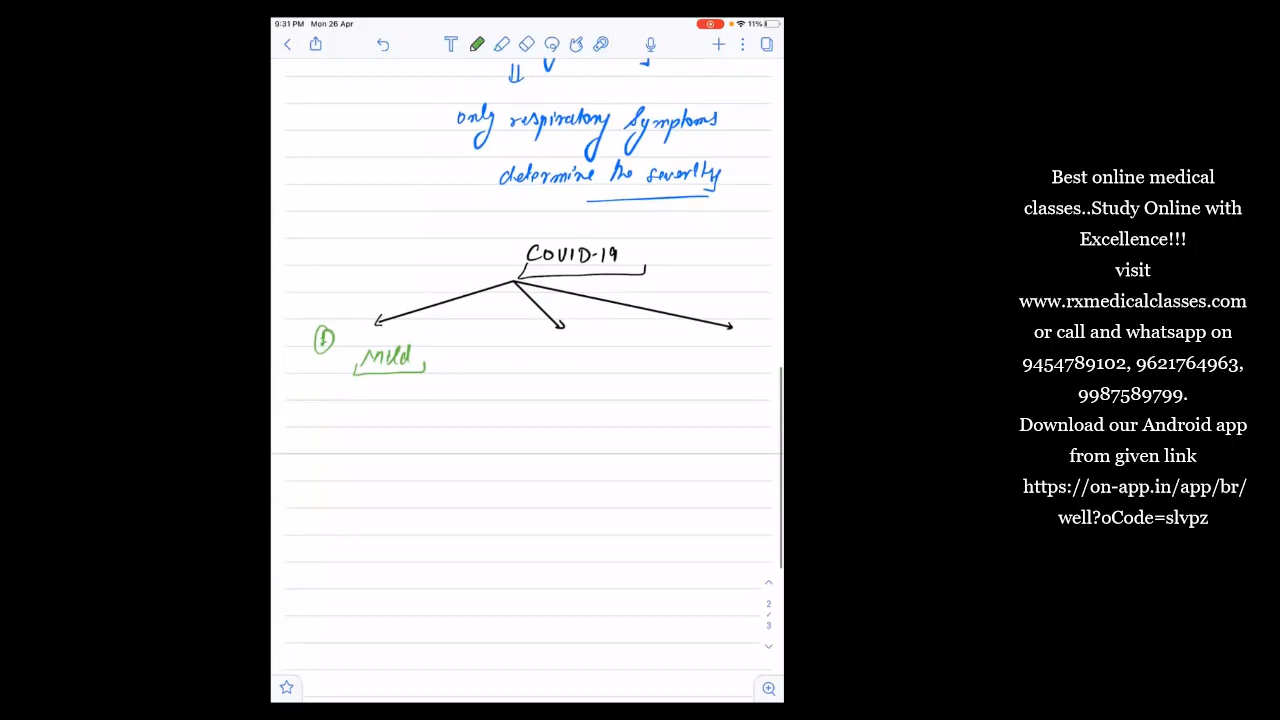 9:31 PM Mon 26 Apr
11%
only respiratory symptoms
determine the severity
COVID-19
1
Mild
2
3
Best online medical
classes..Study Online with
Excellence!!!
visit
www.rxmedicalclasses.com
or call and whatsapp on
9454789102, 9621764963,
9987589799.
Download our Android app
from given link
https://on-app.in/app/br/
well?oCode=slvpz